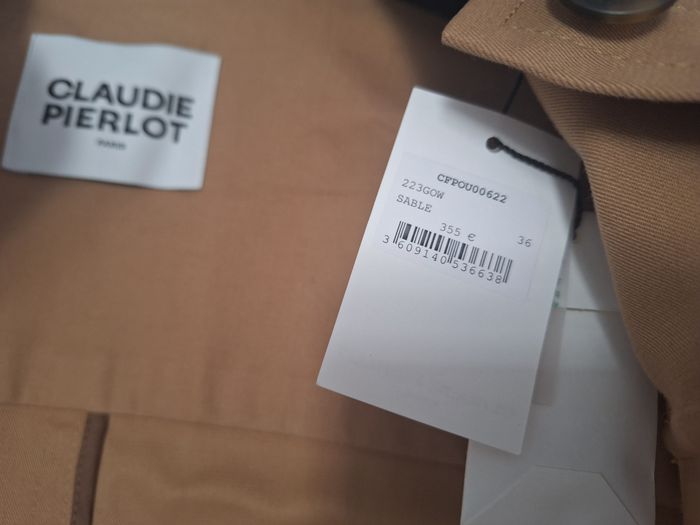 CLAUDIE
PIERLOT
PARIS
CFPOU00622
223GOW
SABLE
355 €
36
3 609140 536638